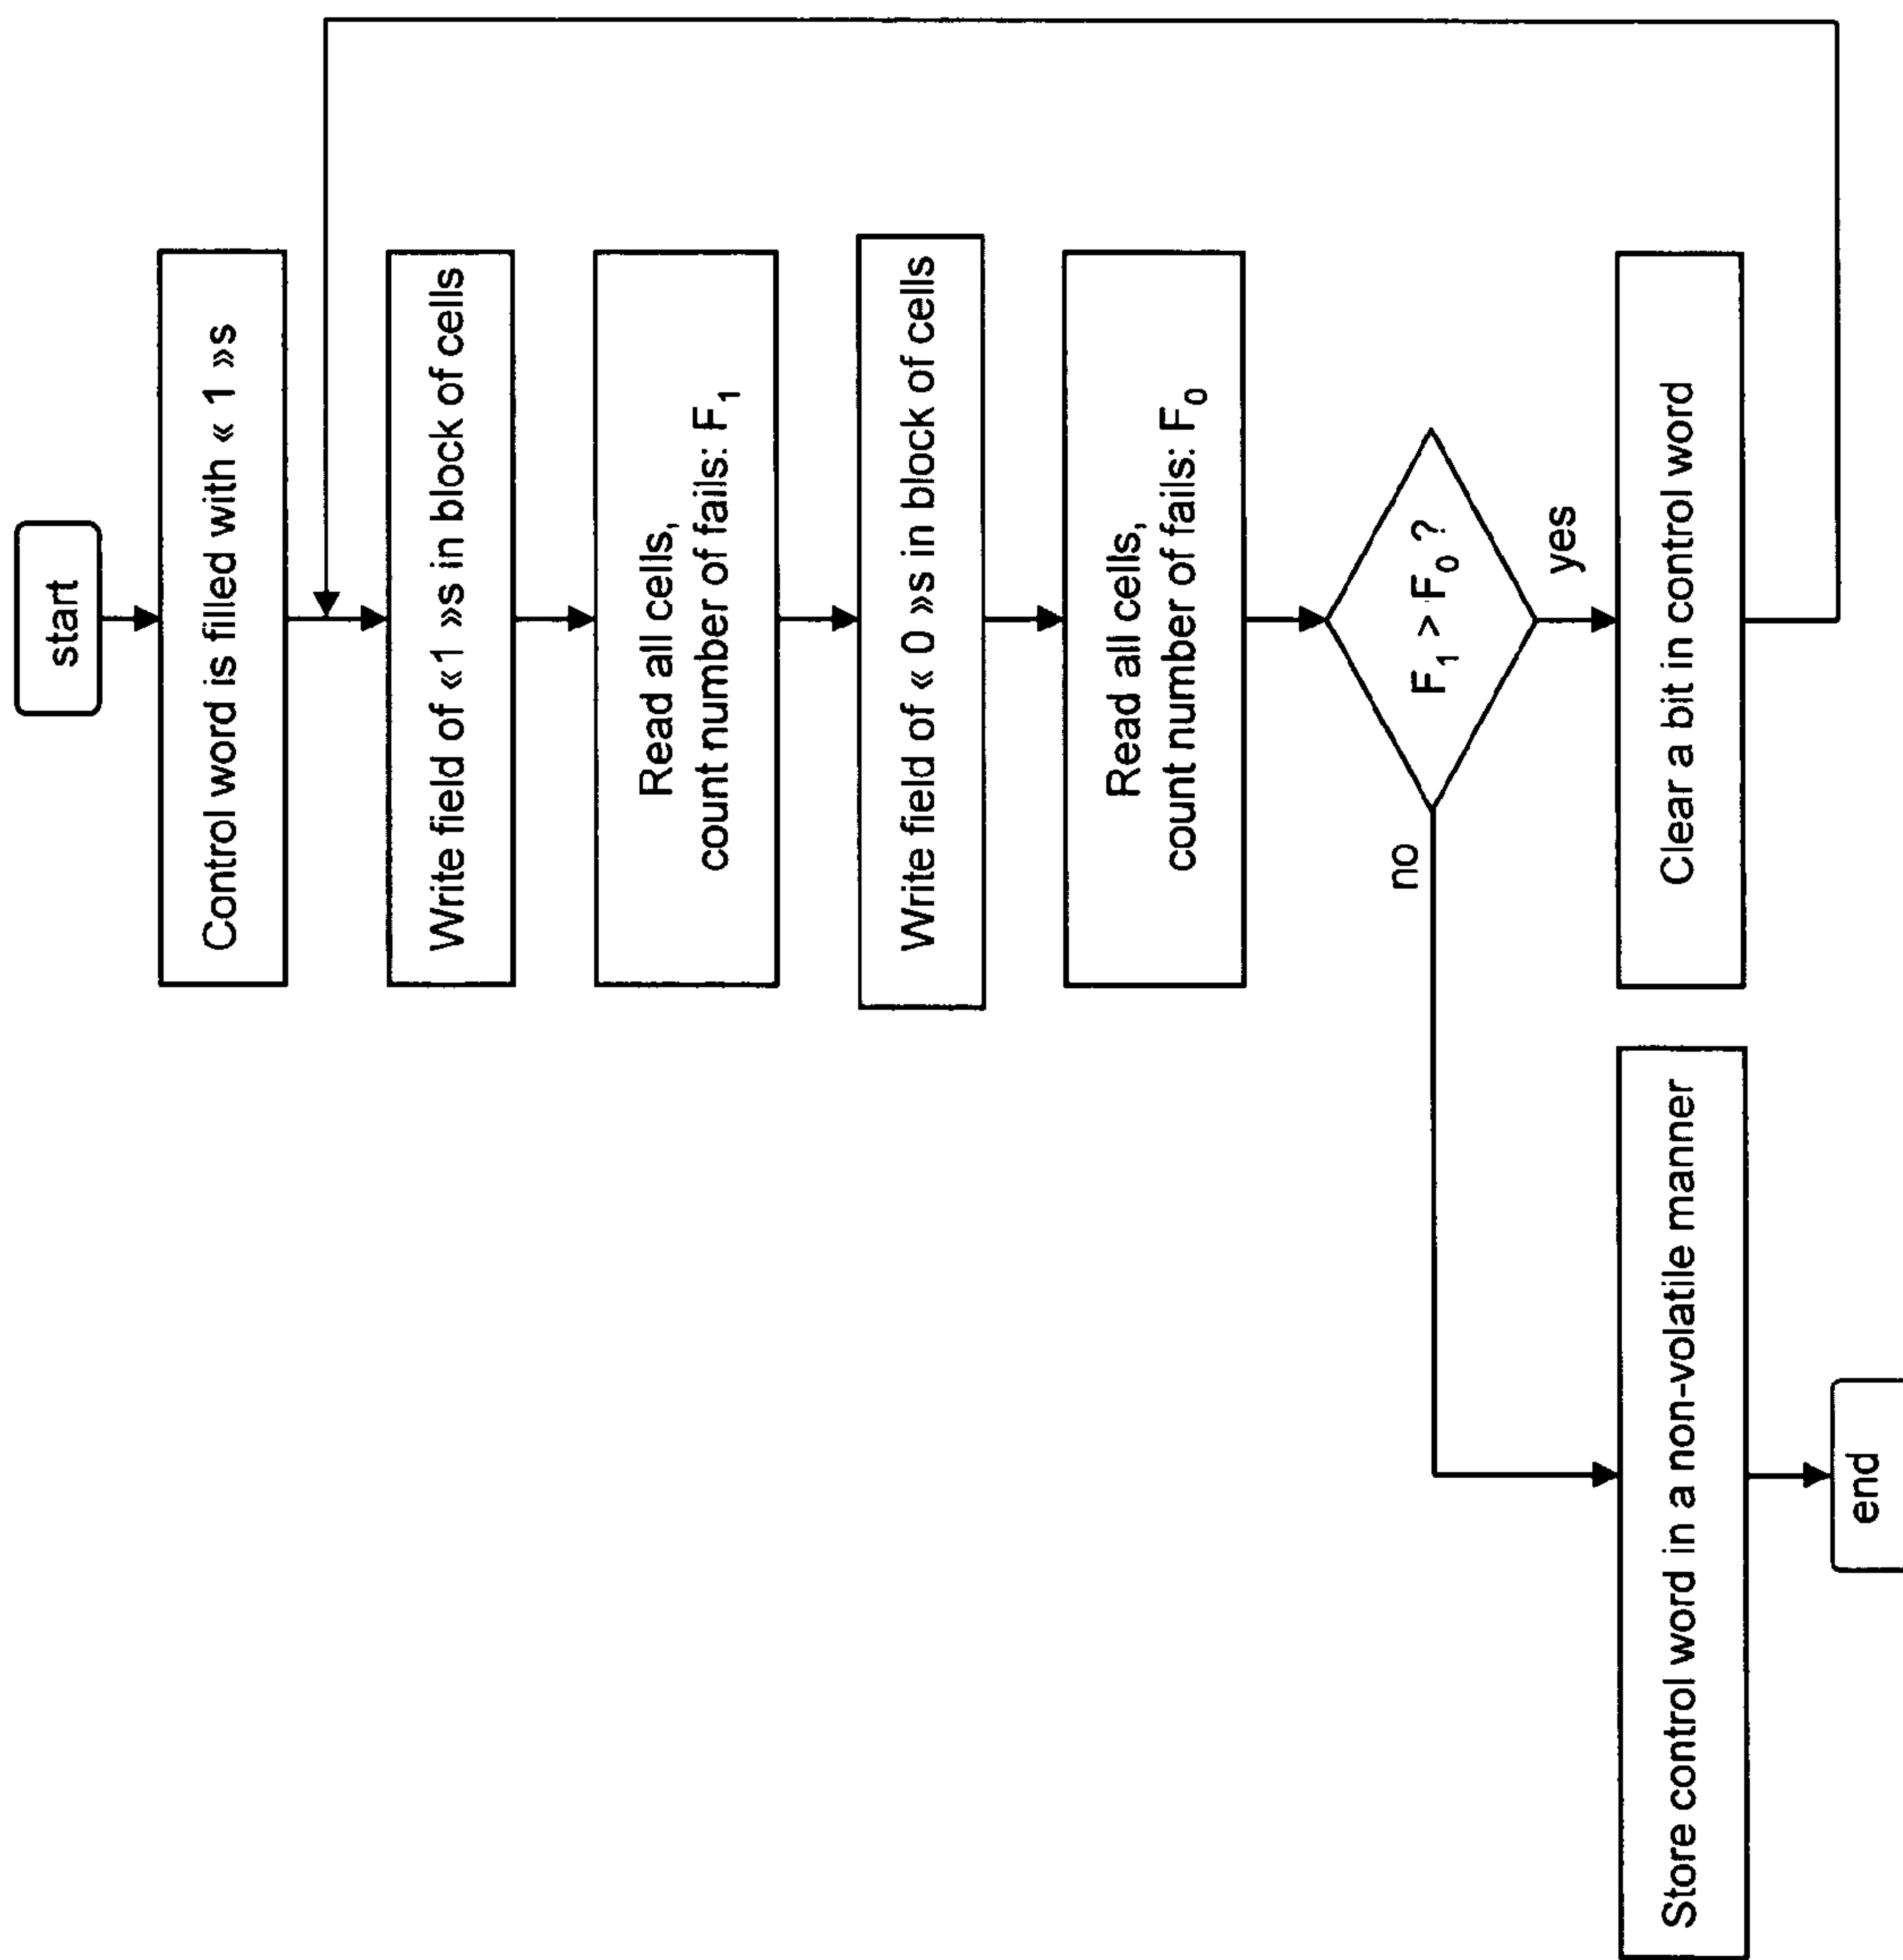 start
Control word is filled with « 1 »s
Write field of «1 »s in block of cells
Read all cells,
count number of fails: F₁
Write field of « 0 »s in block of cells
Read all cells,
count number of fails: F₀
F₁ > F₀ ?
no
yes
Clear a bit in control word
Store control word in a non-volatile manner
end